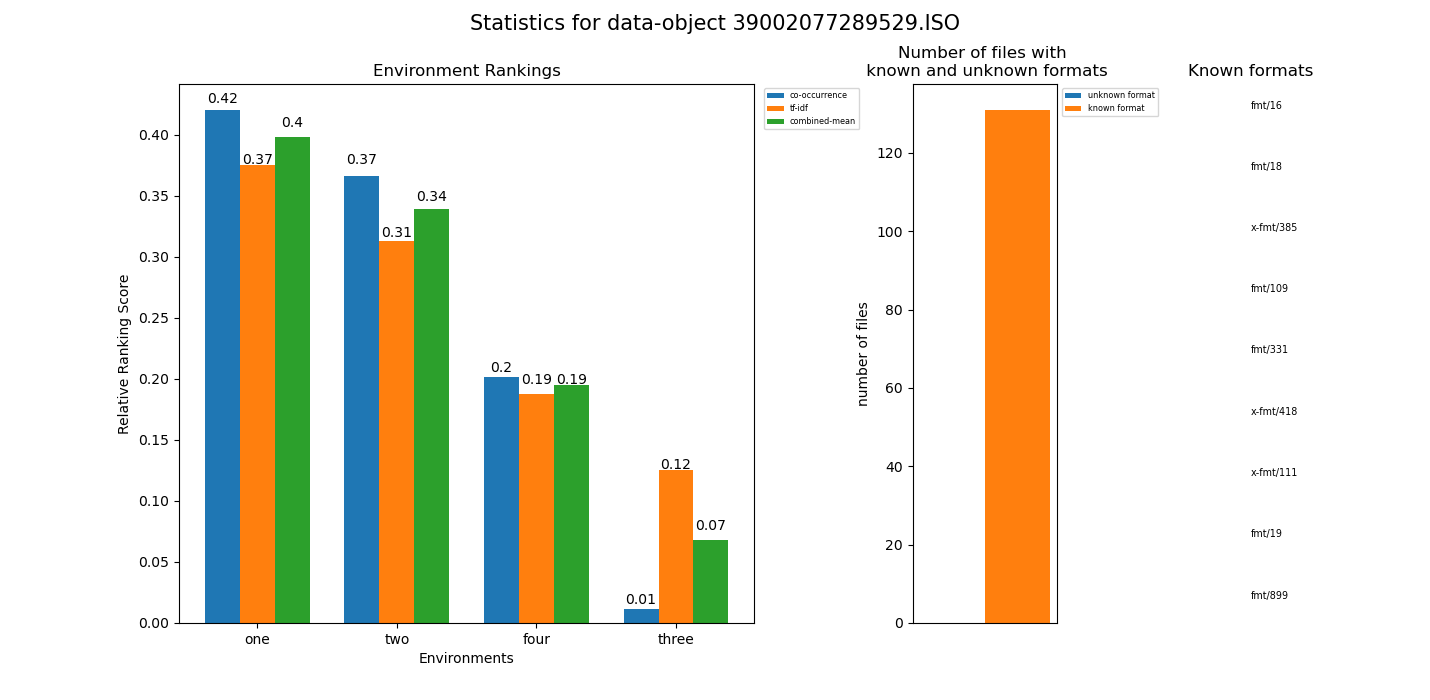 Statistics for data-object 39002077289529.ISO
Environment Rankings
co-occurrence
tf-idf
combined-mean
0.42
0.37
0.4
0.37
0.31
0.34
0.2
0.19
0.19
0.01
0.12
0.07
0.40
0.35
0.30
0.25
0.20
0.15
0.10
0.05
0.00
Relative Ranking Score
one
two
four
three
Environments
Number of files with
known and unknown formats
unknown format
known format
120
100
80
60
40
20
0
number of files
Known formats
fmt/16
fmt/18
x-fmt/385
fmt/109
fmt/331
x-fmt/418
x-fmt/111
fmt/19
fmt/899